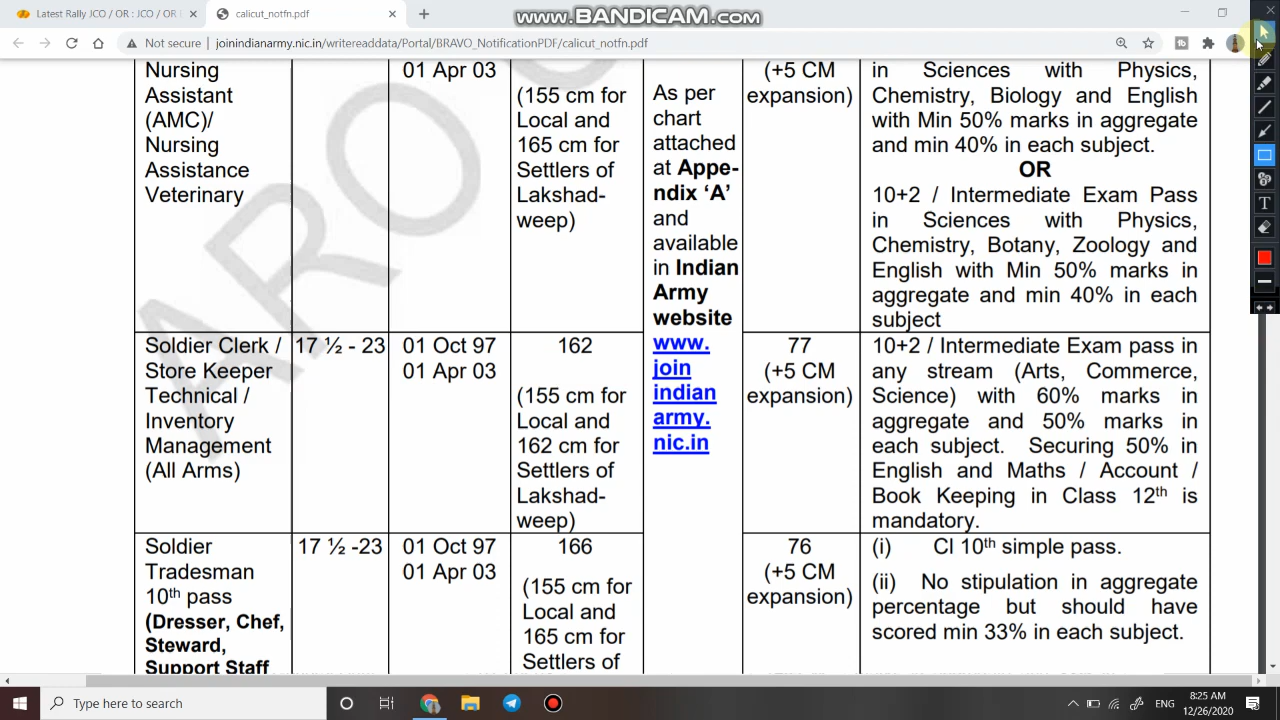 Latest Rally JCO / OR : JCO / OR
calicut_notfn.pdf
www.BANDICAM.com
Not secure
joinindianarmy.nic.in/writereaddata/Portal/BRAVO_NotificationPDF/calicut_notfn.pdf
ARO
Nursing
Assistant
(AMC)/
Nursing
Assistance
Veterinary
01 Apr 03
(155 cm for
Local and
165 cm for
Settlers of
Lakshad-
weep)
As per
chart
attached
at Appe-
ndix ‘A’
and
available
in Indian
Army
website
www.
join
indian
army.
nic.in
(+5 CM
expansion)
in Sciences with Physics,
Chemistry, Biology and English
with Min 50% marks in aggregate
and min 40% in each subject.
OR
10+2 / Intermediate Exam Pass
in Sciences with Physics,
Chemistry, Botany, Zoology and
English with Min 50% marks in
aggregate and min 40% in each
subject
Soldier Clerk /
Store Keeper
Technical /
Inventory
Management
(All Arms)
17 ½ - 23
01 Oct 97
01 Apr 03
162
(155 cm for
Local and
162 cm for
Settlers of
Lakshad-
weep)
77
(+5 CM
expansion)
10+2 / Intermediate Exam pass in
any stream (Arts, Commerce,
Science) with 60% marks in
aggregate and 50% marks in
each subject. Securing 50% in
English and Maths / Account /
Book Keeping in Class 12th is
mandatory.
Soldier
Tradesman
10th pass
(Dresser, Chef,
Steward,
Support Staff
17 ½ -23
01 Oct 97
01 Apr 03
166
(155 cm for
Local and
165 cm for
Settlers of
76
(+5 CM
expansion)
(i) Cl 10th simple pass.
(ii) No stipulation in aggregate
percentage but should have
scored min 33% in each subject.
Type here to search
ENG
8:25 AM
12/26/2020